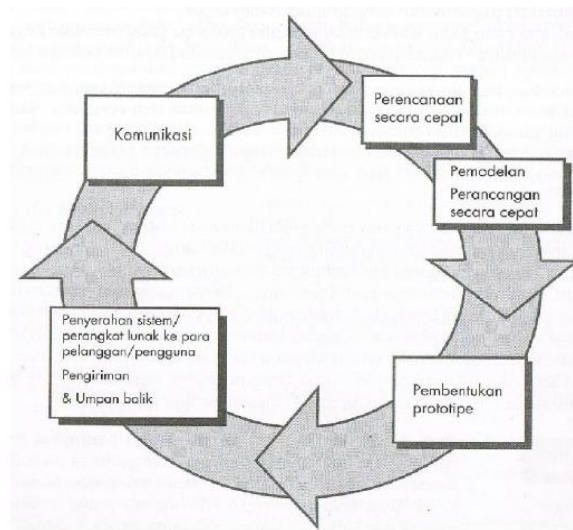 Komunikasi
Perencanaan
secara cepat
Pemodelan
Perancangan
secara cepat
Pembentukan
prototipe
Penyerahan sistem/
perangkat lunak ke para
pelanggan/pengguna
Pengiriman
& Umpan balik